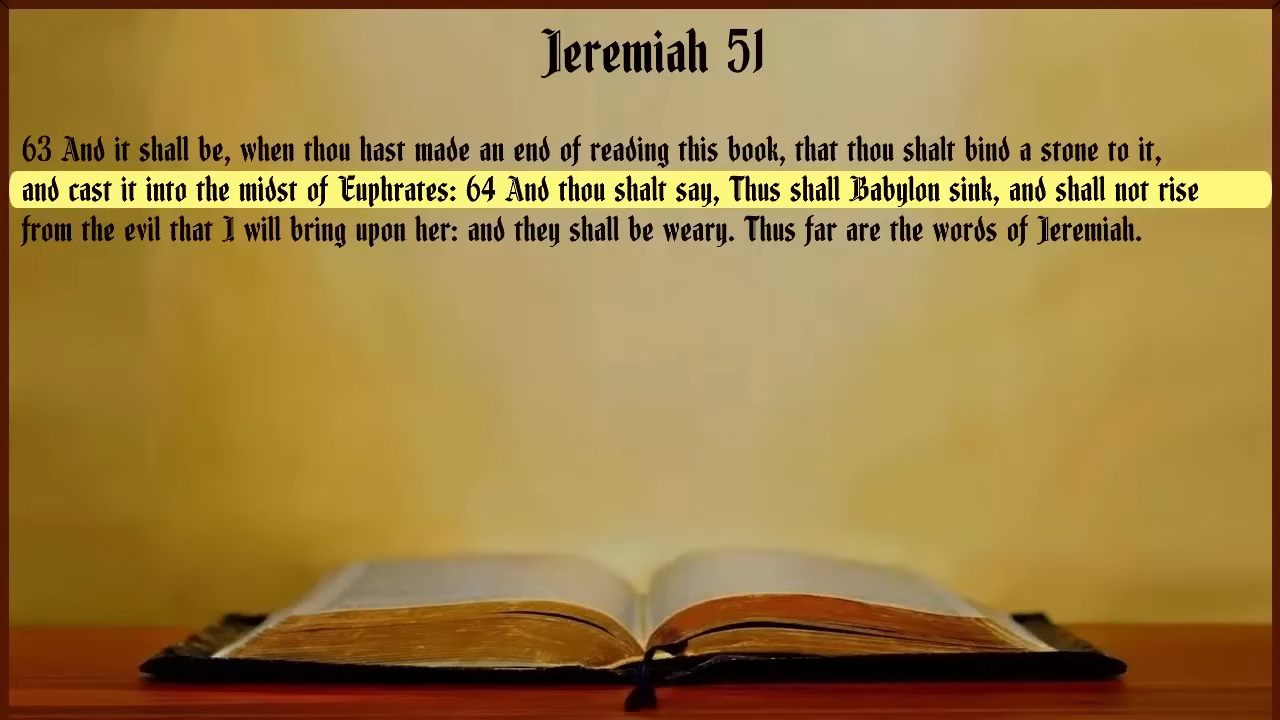 Jeremiah 51
63 And it shall be, when thou hast made an end of reading this book, that thou shalt bind a stone to it,
and cast it into the midst of Euphrates: 64 And thou shalt say, Thus shall Babylon sink, and shall not rise
from the evil that I will bring upon her: and they shall be weary. Thus far are the words of Jeremiah.